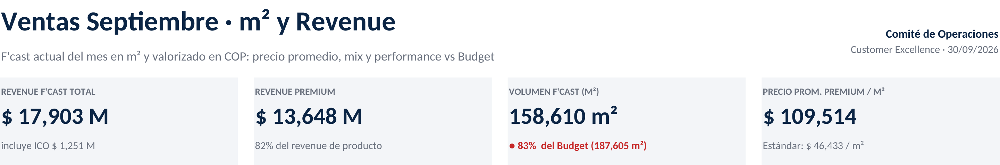 Ventas Septiembre · m² y Revenue
Comité de Operaciones
Customer Excellence · 30/09/2026
F'cast actual del mes en m² y valorizado en COP: precio promedio, mix y performance vs Budget
REVENUE F'CAST TOTAL
$ 17,903 M
incluye ICO $ 1,251 M
REVENUE PREMIUM
$ 13,648 M
82% del revenue de producto
VOLUMEN F'CAST (M²)
158,610 m²
● 83% del Budget (187,605 m²)
PRECIO PROM. PREMIUM / M²
$ 109,514
Estándar: $ 46,433 / m²